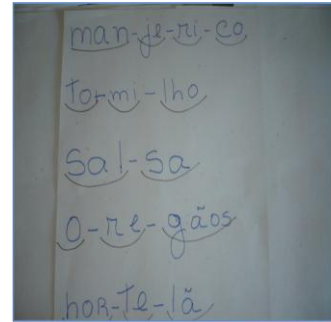 man-je-ri-co
to-mi-lho
Sal-sa
O-re-gãos
hoR-te-lã